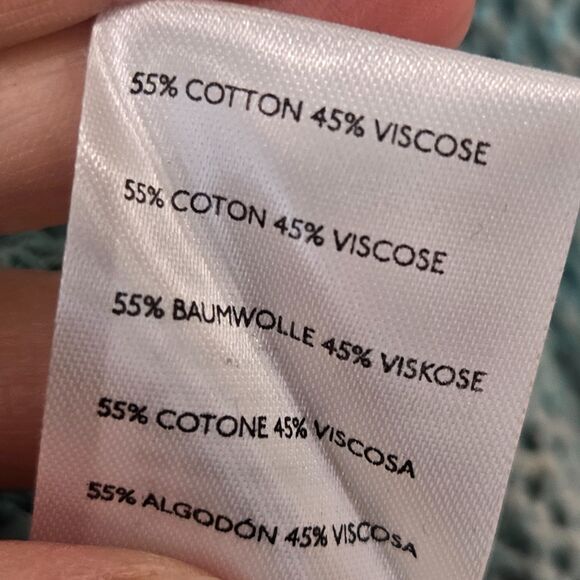 55% COTTON 45% VISCOSE
55% COTON 45% VISCOSE
55% BAUMWOLLE 45% VISKOSE
55% COTONE 45% VISCOSA
55% ALGODÓN 45% VISCOSA